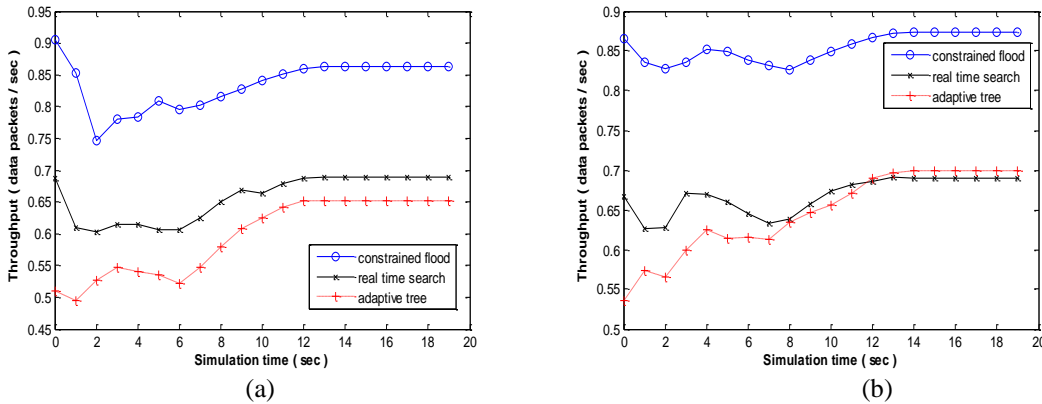 0.95
0.9
0.85
0.8
0.75
0.7
0.65
0.6
0.55
0.5
0.45
0 2 4 6 8 10 12 14 16 18 20
Throughput ( data packets / sec )
Simulation time ( sec )
constrained flood
real time search
adaptive tree
(a)
0.9
0.85
0.8
0.75
0.7
0.65
0.6
0.55
0.5
0 2 4 6 8 10 12 14 16 18 20
Throughput ( data packets / sec )
Simulation time ( sec )
constrained flood
real time search
adaptive tree
(b)